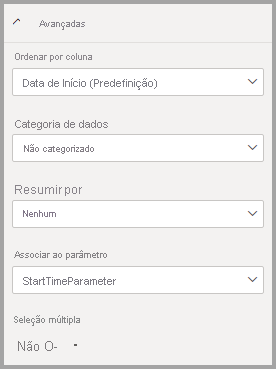 Avançadas
Ordenar por coluna
Data de Início (Predefinição)
Categoria de dados
Não categorizado
Resumir por
Nenhum
Associar ao parâmetro
StartTimeParameter
Seleção múltipla
Não O-